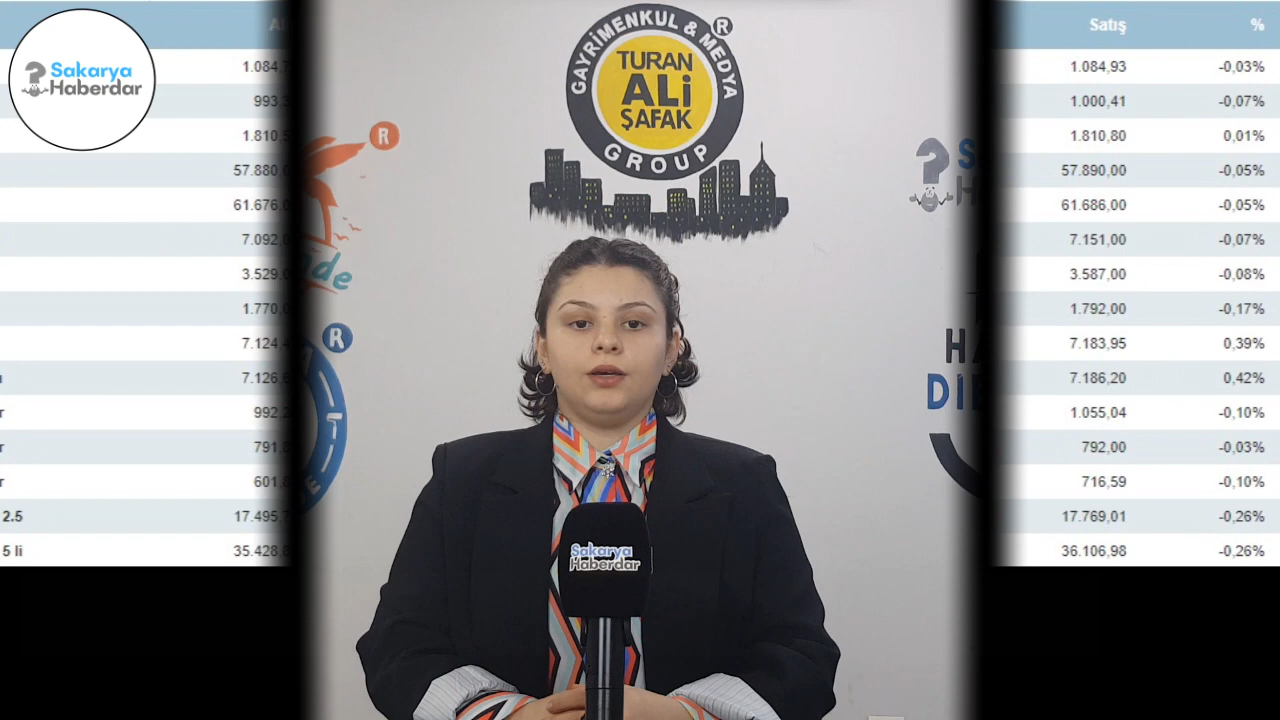 Satış %
1.084,93 -0,03%
993, 1.000,41 -0,07%
1.810, 1.810,80 0,01%
57.880, 57.890,00 -0,05%
61.676, 61.686,00 -0,05%
7.092, 7.151,00 -0,07%
3.529, 3.587,00 -0,08%
1.770, 1.792,00 -0,17%
7.124, 7.183,95 0,39%
7.126, 7.186,20 0,42%
992, 1.055,04 -0,10%
791, 792,00 -0,03%
601, 716,59 -0,10%
2.5 17.495, 17.769,01 -0,26%
5 li 35.428, 36.106,98 -0,26%
Sakarya
Haberdar
GAYRİMENKUL & MEDYA
TURAN
ALİ
ŞAFAK
GROUP
R
R
R
Sakarya
Haberdar